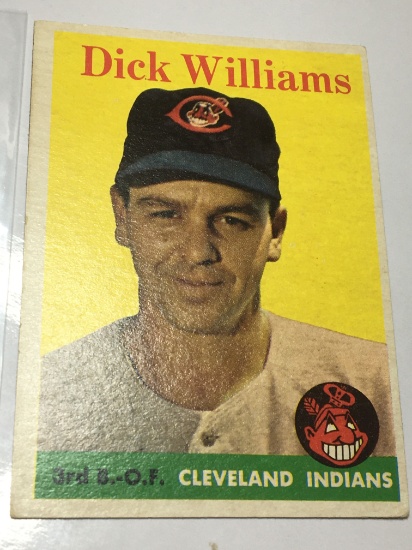 Dick Williams
3rd B.-O.F. CLEVELAND INDIANS